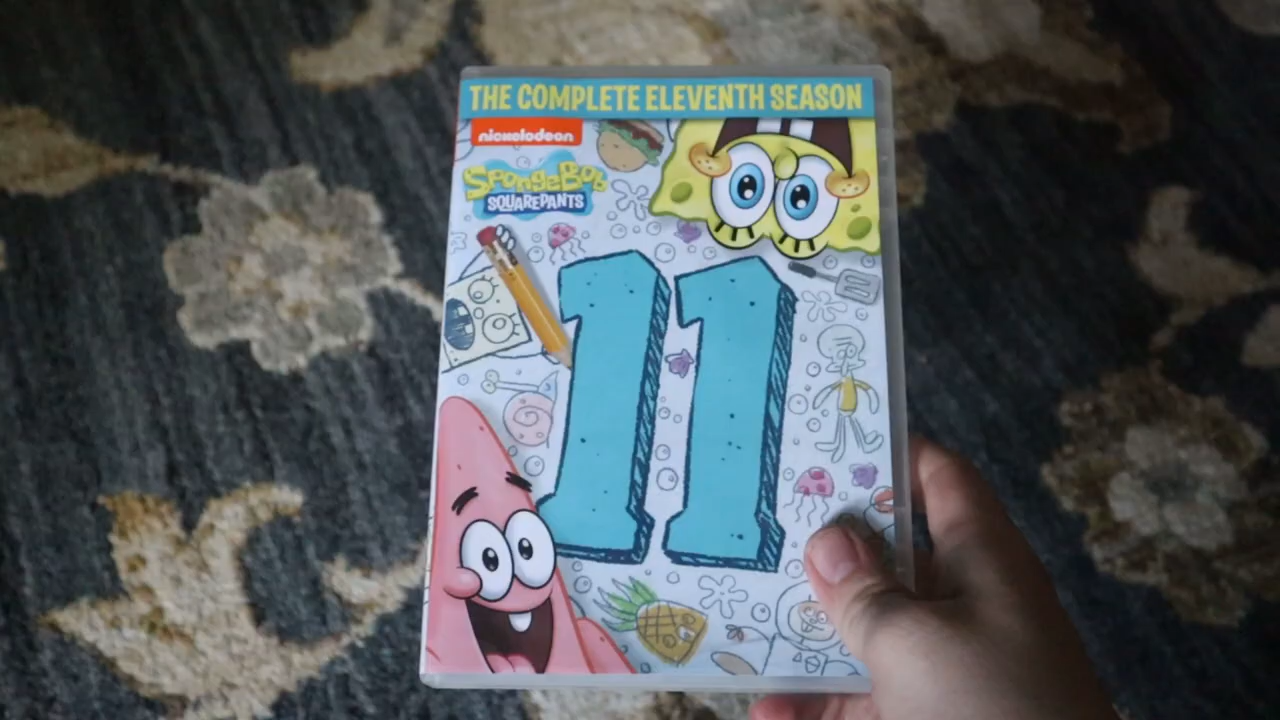 THE COMPLETE ELEVENTH SEASON
nickelodeon
SPONGEBOB
SQUAREPANTS
11